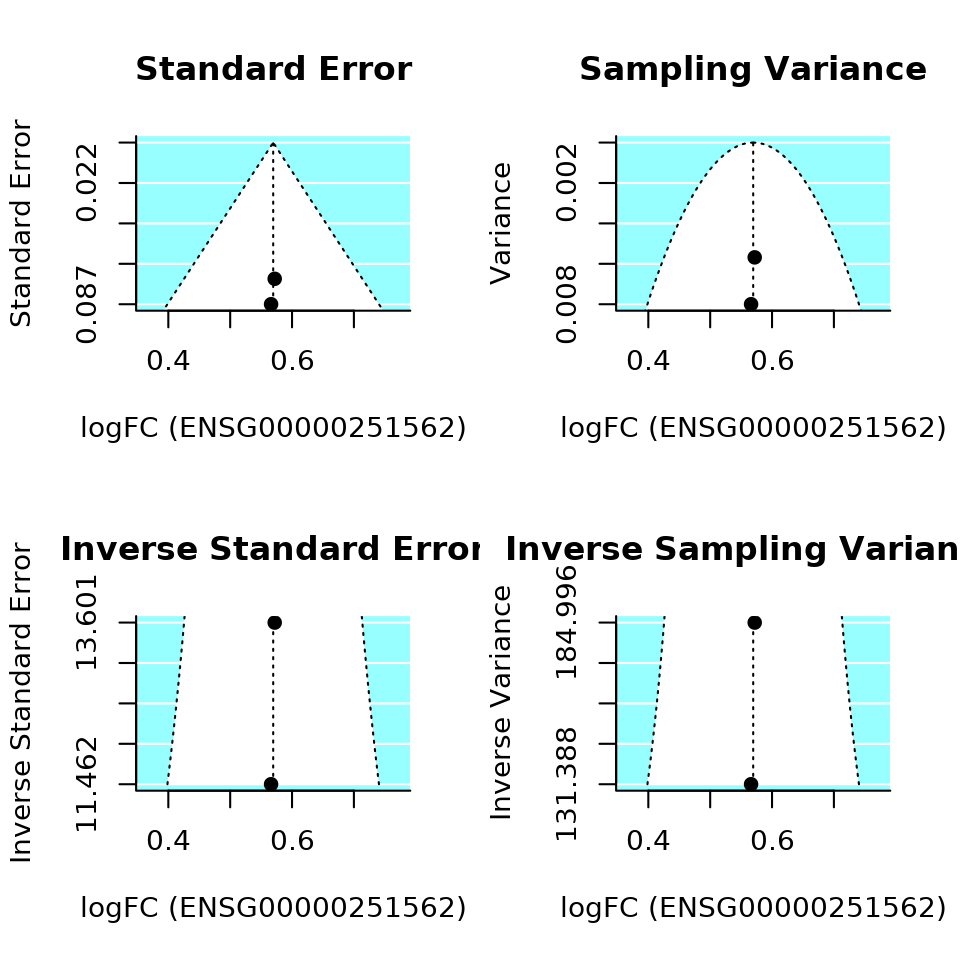 Standard Error
Standard Error
0.022
0.087
0.4
0.6
logFC (ENSG00000251562)
Sampling Variance
Variance
0.002
0.008
0.4
0.6
logFC (ENSG00000251562)
Inverse Standard Error
Inverse Standard Error
13.601
11.462
0.4
0.6
logFC (ENSG00000251562)
Inverse Sampling Varian
Inverse Variance
184.996
131.388
0.4
0.6
logFC (ENSG00000251562)